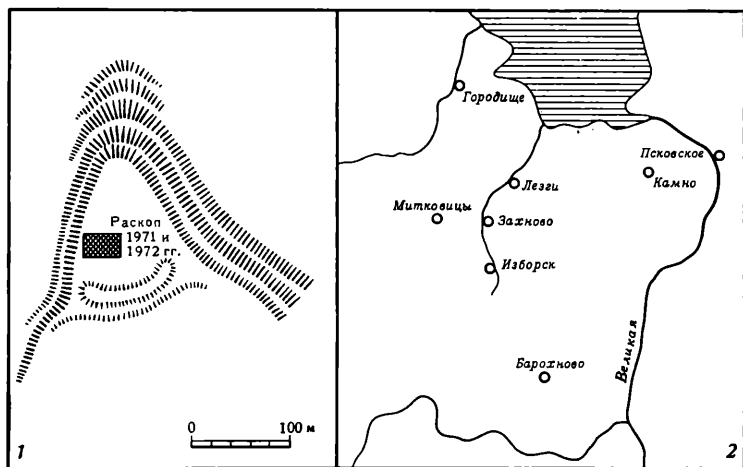 Раскоп
1971 и
1972 гг.
0 100 м
1
Городище
Псковское
Камно
Лезги
Митковицы
Захново
Изборск
Барохново
Великая
2